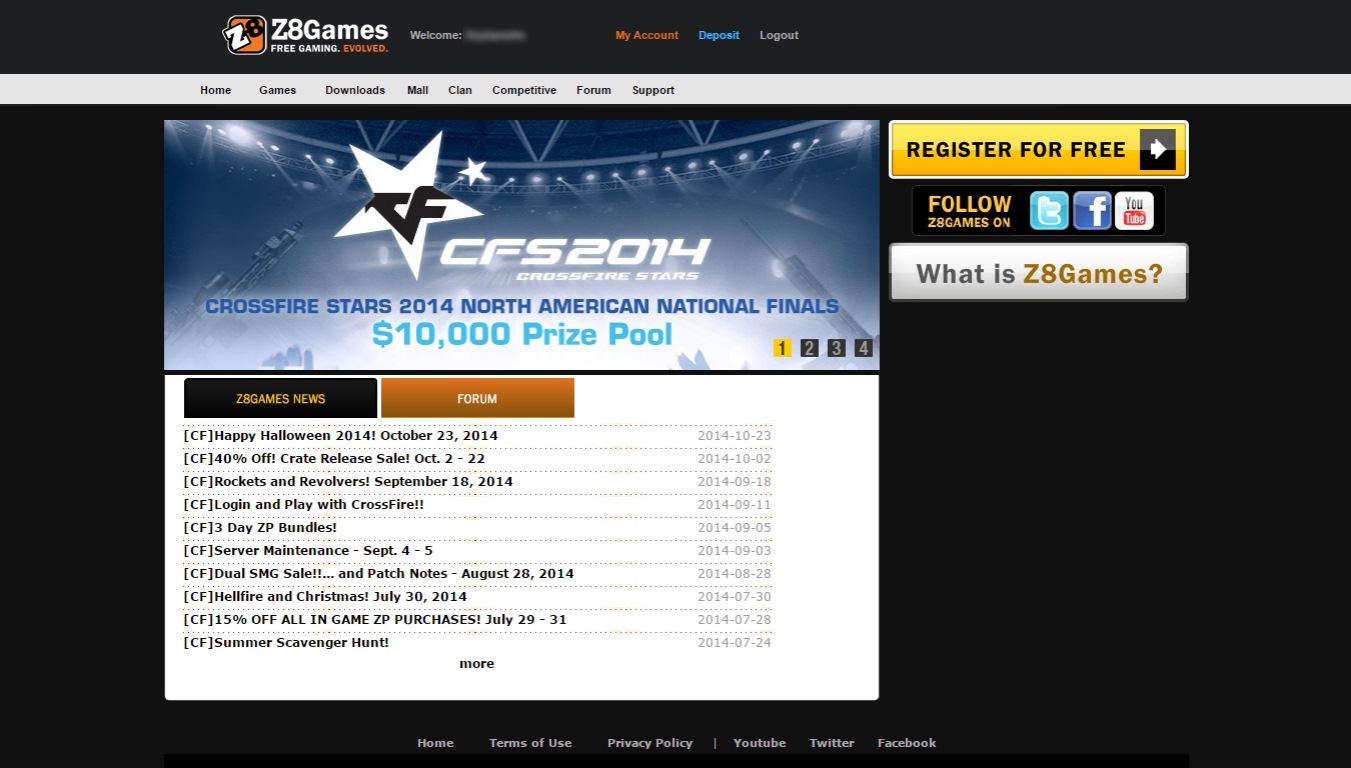 Z8 Z8Games
FREE GAMING. EVOLVED.
Welcome:
My Account Deposit Logout
Home Games Downloads Mall Clan Competitive Forum Support
CF
CFS2014
CROSSFIRE STARS
CROSSFIRE STARS 2014 NORTH AMERICAN NATIONAL FINALS
$10,000 Prize Pool
1 2 3 4
REGISTER FOR FREE
FOLLOW
Z8GAMES ON
t f You Tube
What is Z8Games?
Z8GAMES NEWS FORUM
[CF]Happy Halloween 2014! October 23, 2014 2014-10-23
[CF]40% Off! Crate Release Sale! Oct. 2 - 22 2014-10-02
[CF]Rockets and Revolvers! September 18, 2014 2014-09-18
[CF]Login and Play with CrossFire!! 2014-09-11
[CF]3 Day ZP Bundles! 2014-09-05
[CF]Server Maintenance - Sept. 4 - 5 2014-09-03
[CF]Dual SMG Sale!!... and Patch Notes - August 28, 2014 2014-08-28
[CF]Hellfire and Christmas! July 30, 2014 2014-07-30
[CF]15% OFF ALL IN GAME ZP PURCHASES! July 29 - 31 2014-07-28
[CF]Summer Scavenger Hunt! 2014-07-24
more
Home Terms of Use Privacy Policy | Youtube Twitter Facebook